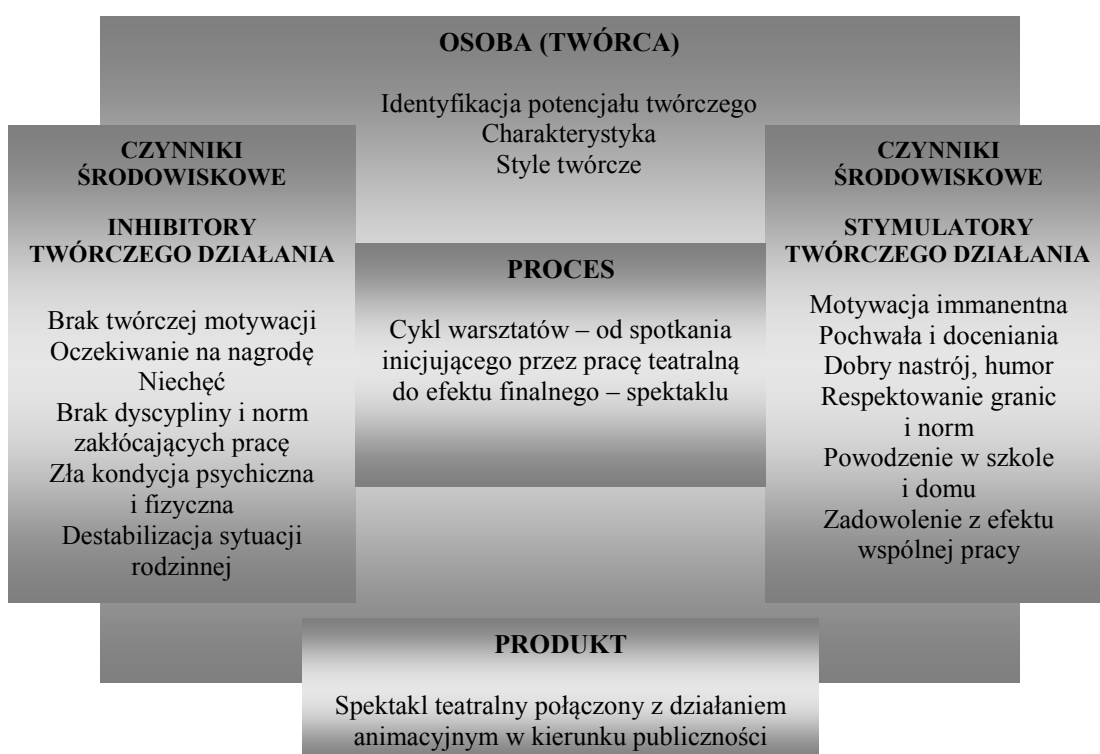 OSOBA (TWÓRCA)
Identyfikacja potencjału twórczego
Charakterystyka
Style twórcze
CZYNNIKI
ŚRODOWISKOWE
INHIBITORY
TWÓRCZEGO DZIAŁANIA
Brak twórczej motywacji
Oczekiwanie na nagrodę
Niechęć
Brak dyscypliny i norm
zakłócających pracę
Zła kondycja psychiczna
i fizyczna
Destabilizacja sytuacji
rodzinnej
PROCES
Cykl warsztatów – od spotkania
inicjującego przez pracę teatralną
do efektu finalnego – spektaklu
CZYNNIKI
ŚRODOWISKOWE
STYMULATORY
TWÓRCZEGO DZIAŁANIA
Motywacja immanentna
Pochwała i doceniania
Dobry nastrój, humor
Respektowanie granic
i norm
Powodzenie w szkole
i domu
Zadowolenie z efektu
wspólnej pracy
PRODUKT
Spektakl teatralny połączony z działaniem
animacyjnym w kierunku publiczności